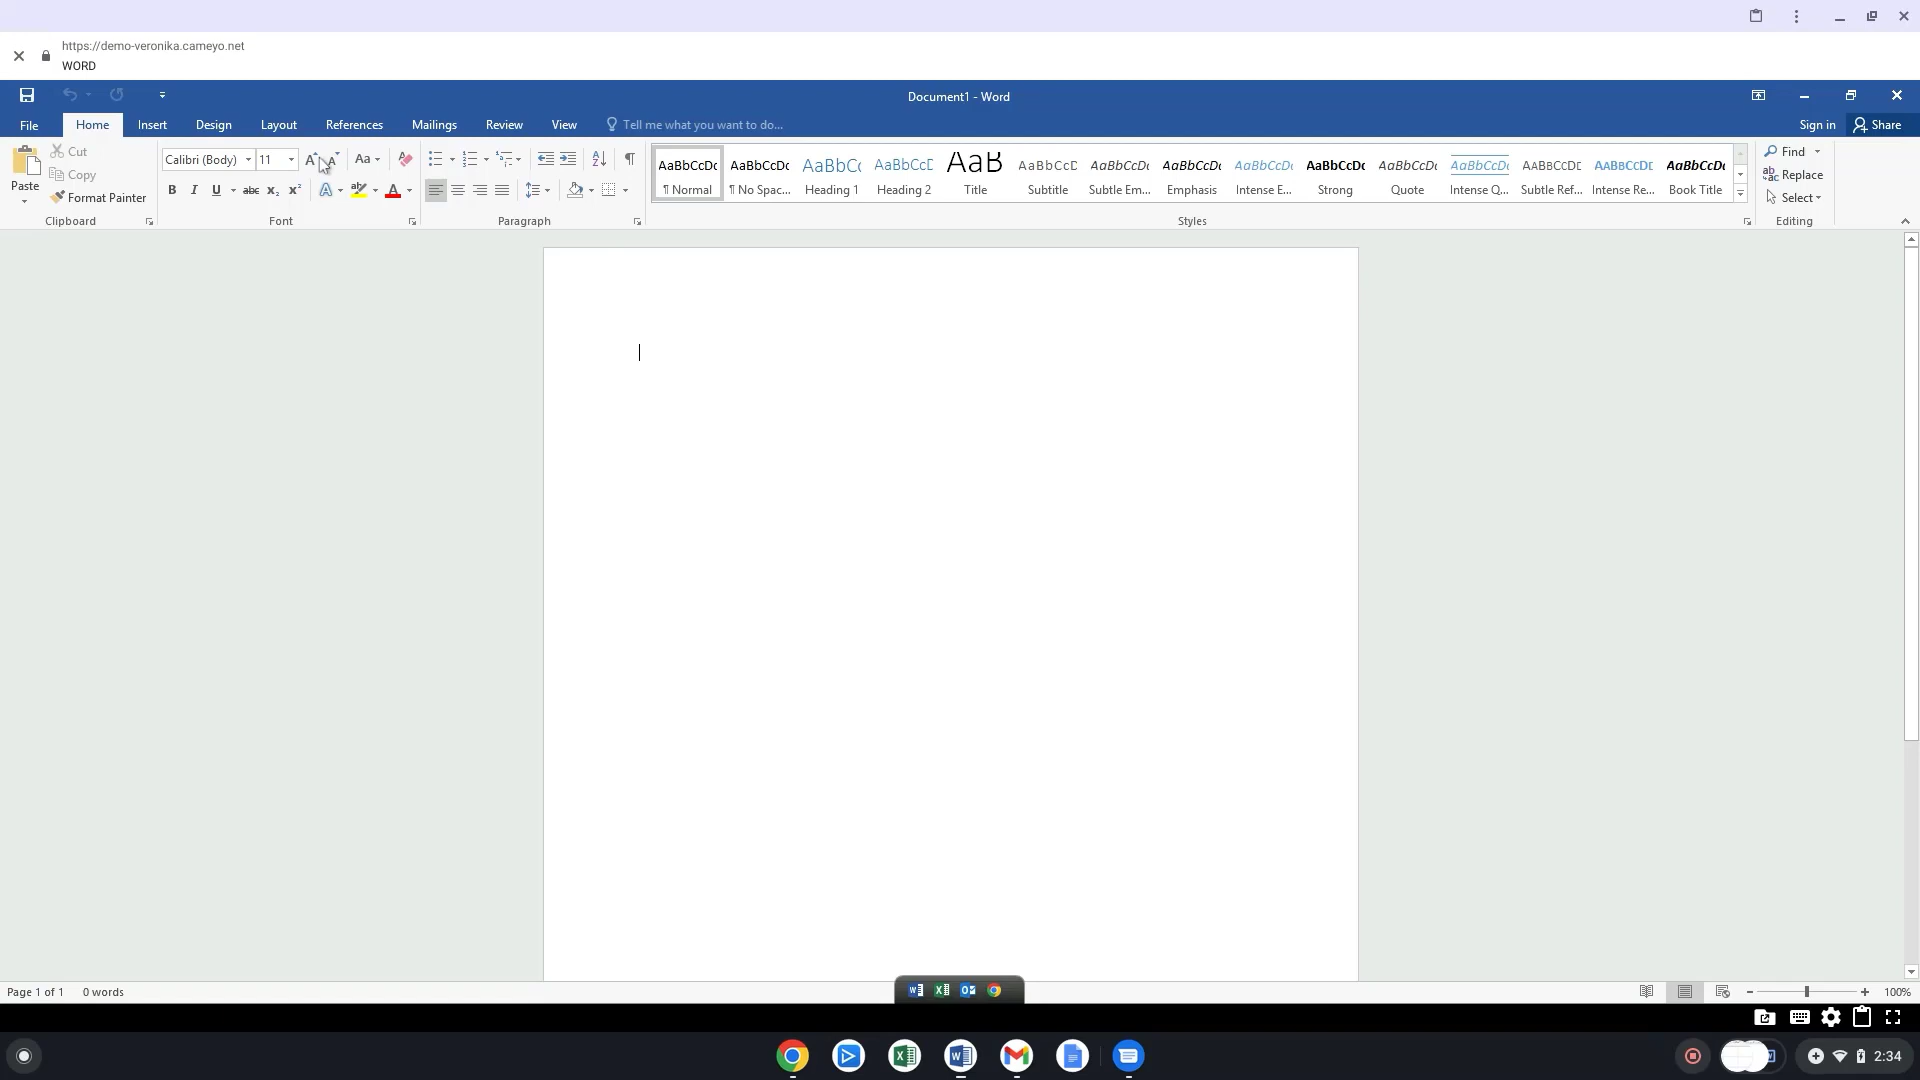 https://demo-veronika.cameyo.net
WORD
Document1 - Word
File Home Insert Design Layout References Mailings Review View Tell me what you want to do... Sign in Share
Paste
Cut
Copy
Format Painter
Clipboard
Calibri (Body) 11
Font
Paragraph
AaBbCcDc AaBbCcDc AaBbC( AaBbCcD AaB AaBbCcD AaBbCcDc AaBbCcDc AaBbCcDc AaBbCcDc AaBbCcDc AaBbCcDc AABBCCDD AABBCCDD AaBbCcDc
¶ Normal ¶ No Spac... Heading 1 Heading 2 Title Subtitle Subtle Em... Emphasis Intense E... Strong Quote Intense Q... Subtle Ref... Intense Re... Book Title
Styles
Find
Replace
Select
Editing
Page 1 of 1 0 words
100%
2:34